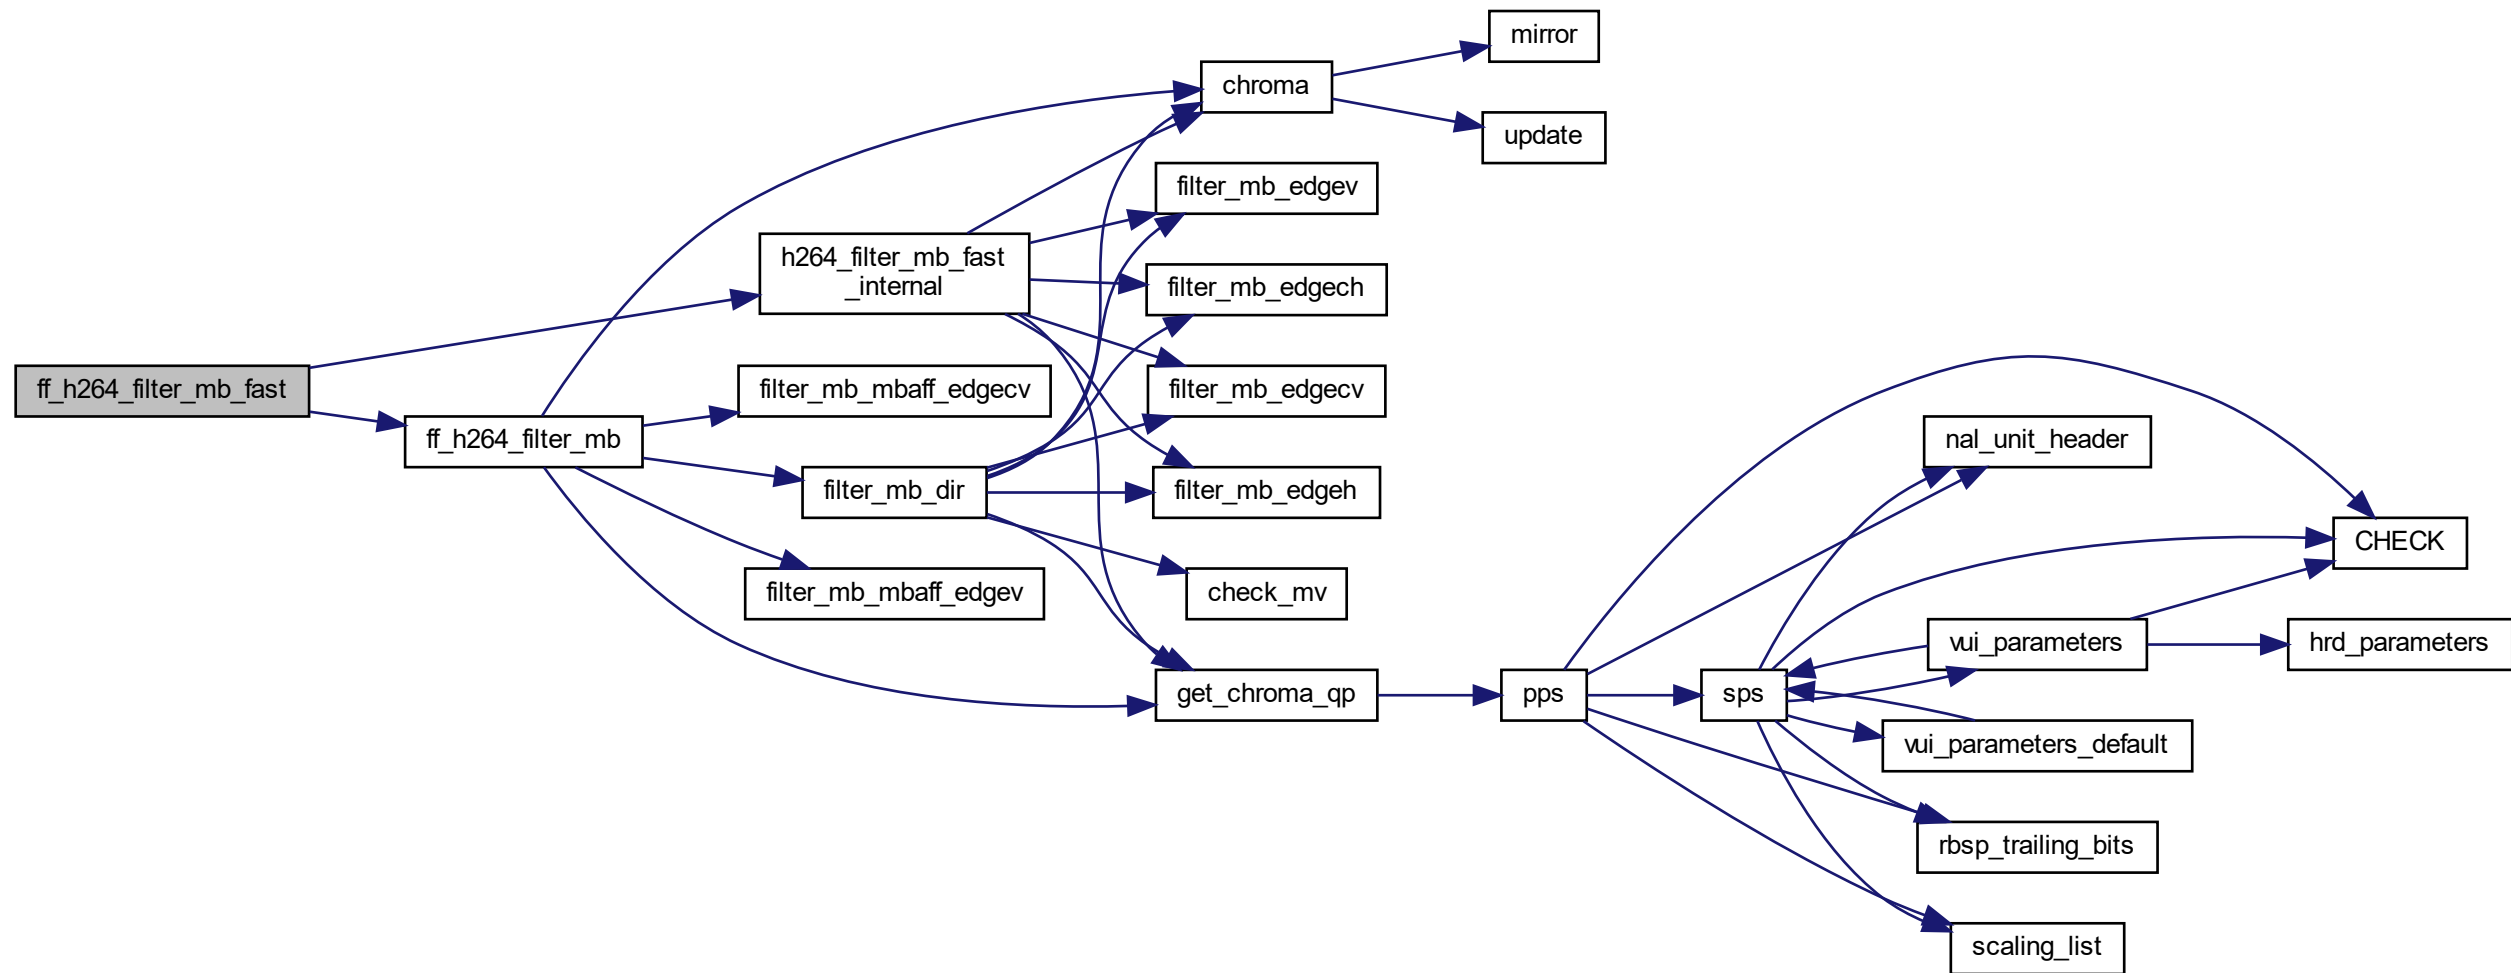 mirror
chroma
update
filter_mb_edgev
h264_filter_mb_fast
_internal
filter_mb_edgech
ff_h264_filter_mb_fast
filter_mb_mbaff_edgecv
filter_mb_edgecv
ff_h264_filter_mb
nal_unit_header
filter_mb_dir
filter_mb_edgeh
CHECK
filter_mb_mbaff_edgev
check_mv
vui_parameters
hrd_parameters
get_chroma_qp
pps
sps
vui_parameters_default
rbsp_trailing_bits
scaling_list